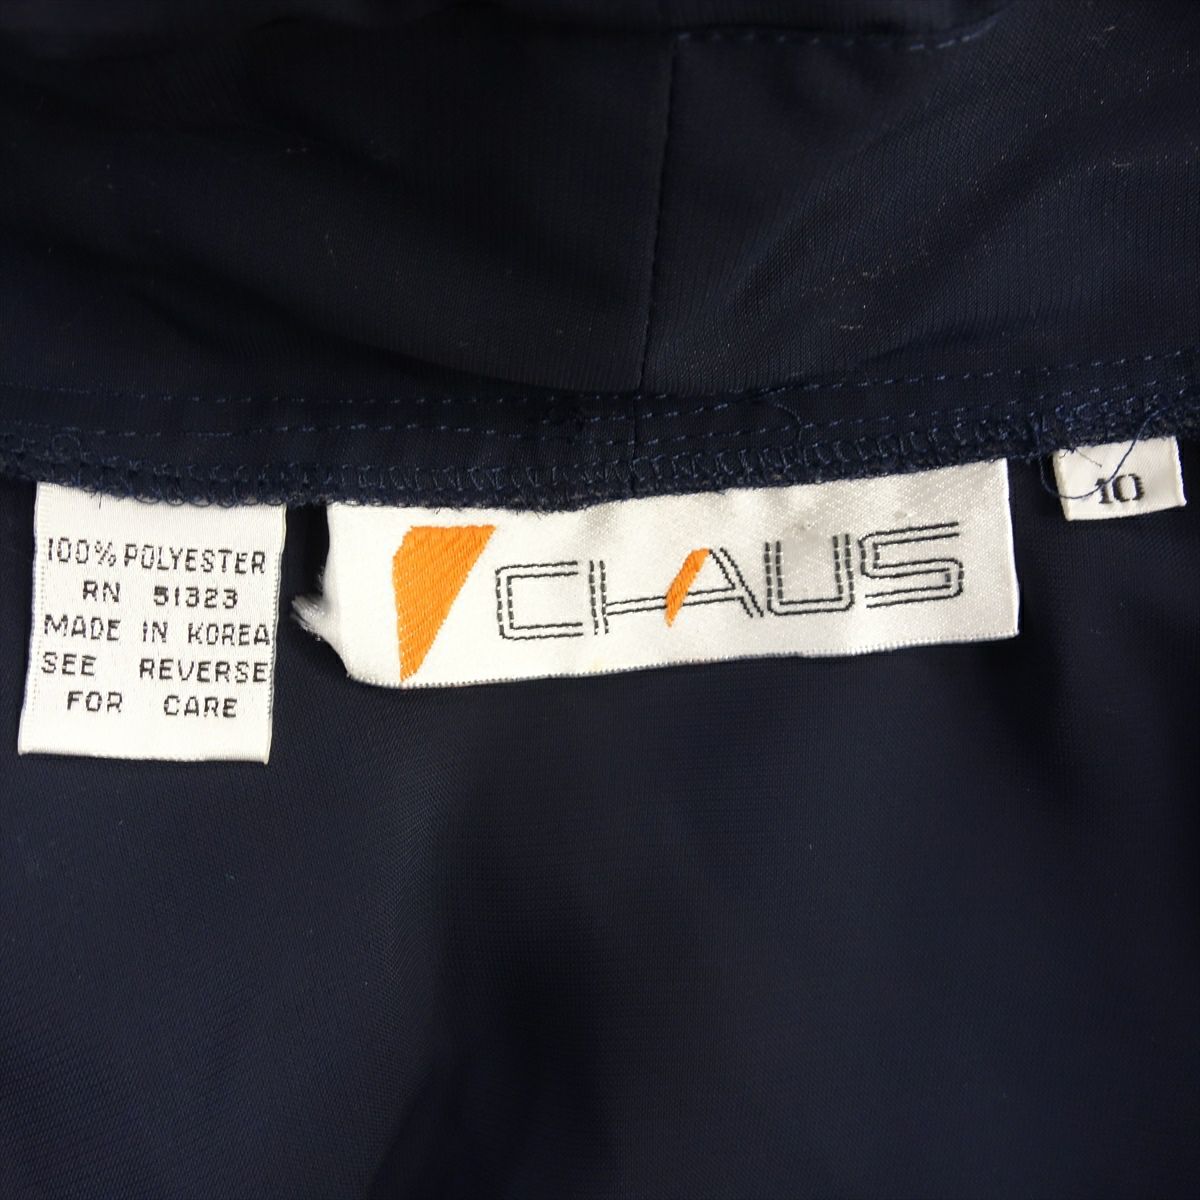 100% POLYESTER
RN 51323
MADE IN KOREA
SEE REVERSE
FOR CARE
CHAUS
10